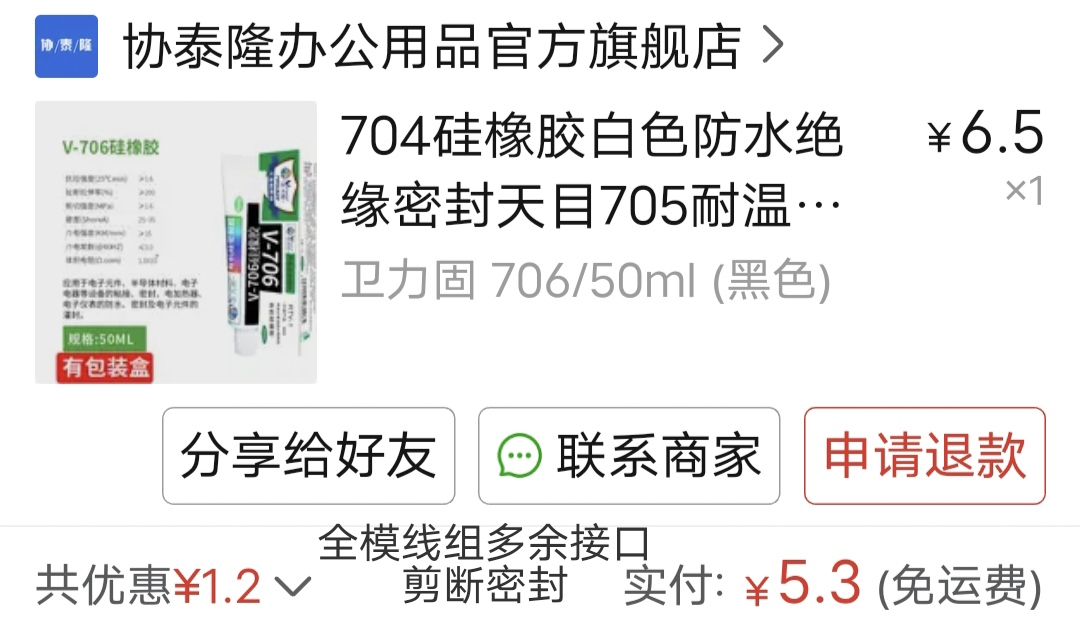 协/泰/隆
协泰隆办公用品官方旗舰店 >
V-706硅橡胶
704硅橡胶白色防水绝
缘密封天目705耐温…
¥6.5
×1
卫力固 706/50ml (黑色)
V-706硅橡胶
V-706
应用于电子元件、半导体材料、电子
电器等设备的粘接、密封、电加热器、
电子仪表的防水、密封及电子元件的
灌封。
规格:50ML
有包装盒
分享给好友
联系商家
申请退款
全模线组多余接口
剪断密封
共优惠¥1.2
实付: ¥5.3 (免运费)